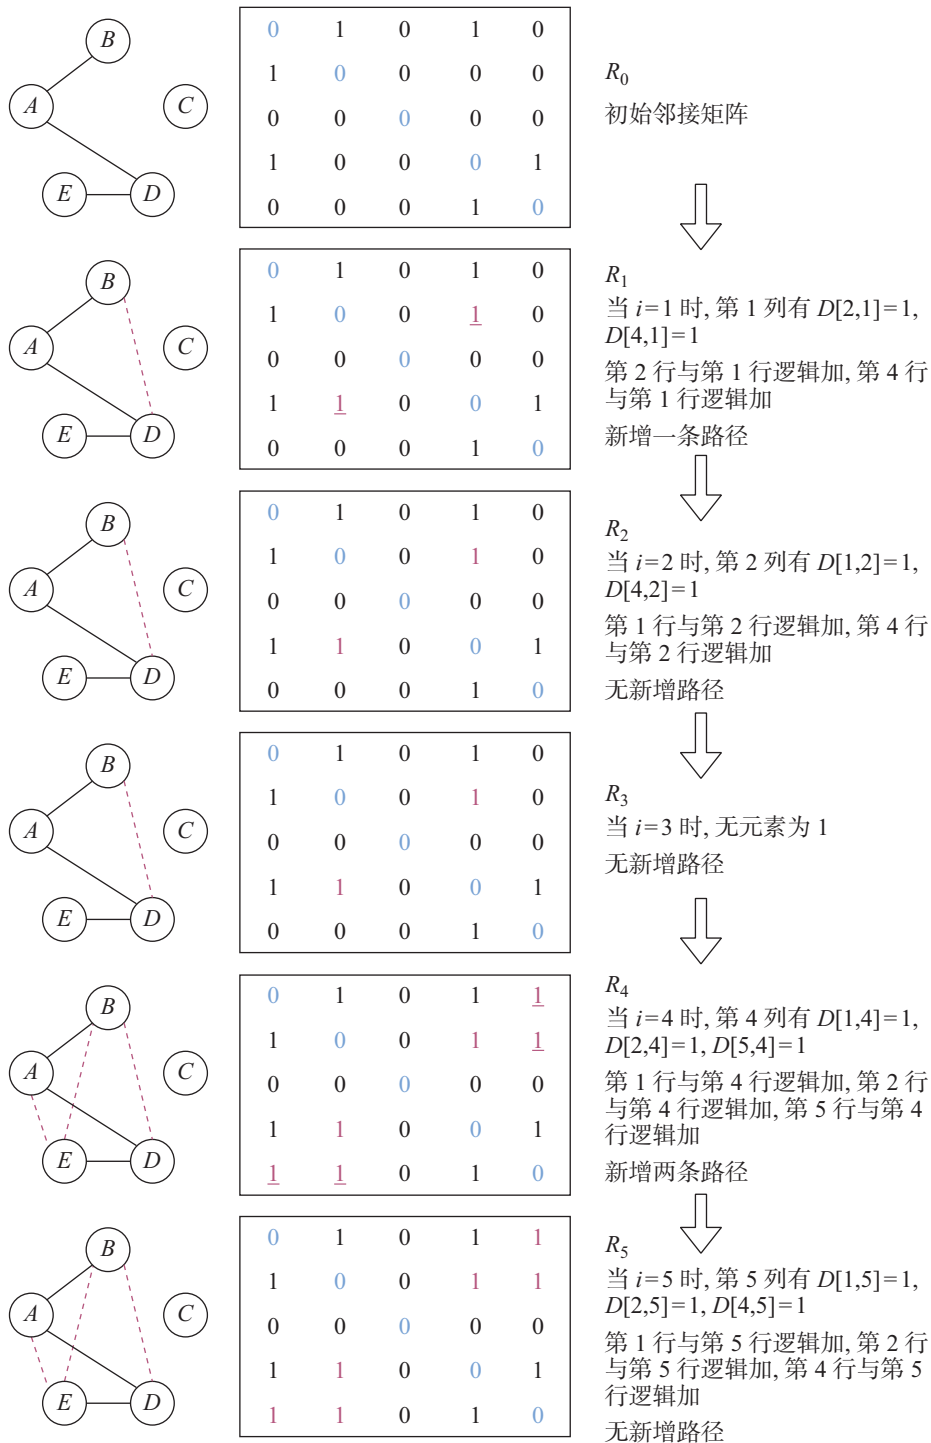 B
A
C
E
D
0 1 0 1 0
1 0 0 0 0
0 0 0 0 0
1 0 0 0 1
0 0 0 1 0
R0
初始邻接矩阵
B
A
C
E
D
0 1 0 1 0
1 0 0 1 0
0 0 0 0 0
1 1 0 0 1
0 0 0 1 0
R1
当 i=1 时, 第 1 列有 D[2,1]=1,
D[4,1]=1
第 2 行与第 1 行逻辑加, 第 4 行
与第 1 行逻辑加
新增一条路径
B
A
C
E
D
0 1 0 1 0
1 0 0 1 0
0 0 0 0 0
1 1 0 0 1
0 0 0 1 0
R2
当 i=2 时, 第 2 列有 D[1,2]=1,
D[4,2]=1
第 1 行与第 2 行逻辑加, 第 4 行
与第 2 行逻辑加
无新增路径
B
A
C
E
D
0 1 0 1 0
1 0 0 1 0
0 0 0 0 0
1 1 0 0 1
0 0 0 1 0
R3
当 i=3 时, 无元素为 1
无新增路径
B
A
C
E
D
0 1 0 1 1
1 0 0 1 1
0 0 0 0 0
1 1 0 0 1
1 1 0 1 0
R4
当 i=4 时, 第 4 列有 D[1,4]=1,
D[2,4]=1, D[5,4]=1
第 1 行与第 4 行逻辑加, 第 2 行
与第 4 行逻辑加, 第 5 行与第 4
行逻辑加
新增两条路径
B
A
C
E
D
0 1 0 1 1
1 0 0 1 1
0 0 0 0 0
1 1 0 0 1
1 1 0 1 0
R5
当 i=5 时, 第 5 列有 D[1,5]=1,
D[2,5]=1, D[4,5]=1
第 1 行与第 5 行逻辑加, 第 2 行
与第 5 行逻辑加, 第 4 行与第 5
行逻辑加
无新增路径